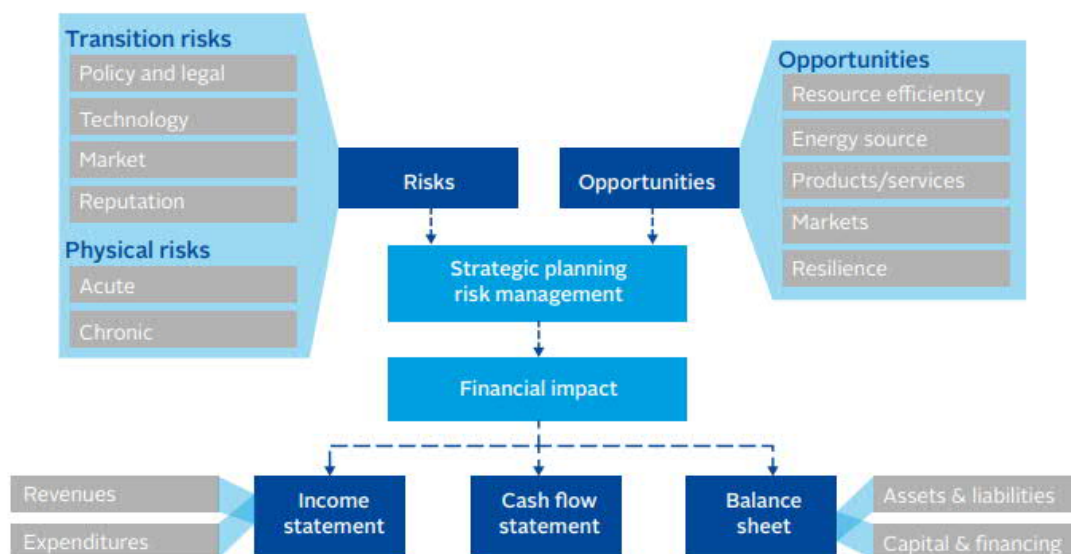 Transition risks
Policy and legal
Technology
Market
Reputation
Physical risks
Acute
Chronic
Risks
Opportunities
Opportunities
Resource efficientcy
Energy source
Products/services
Markets
Resilience
Strategic planning
risk management
Financial impact
Revenues
Expenditures
Income
statement
Cash flow
statement
Balance
sheet
Assets & liabilities
Capital & financing